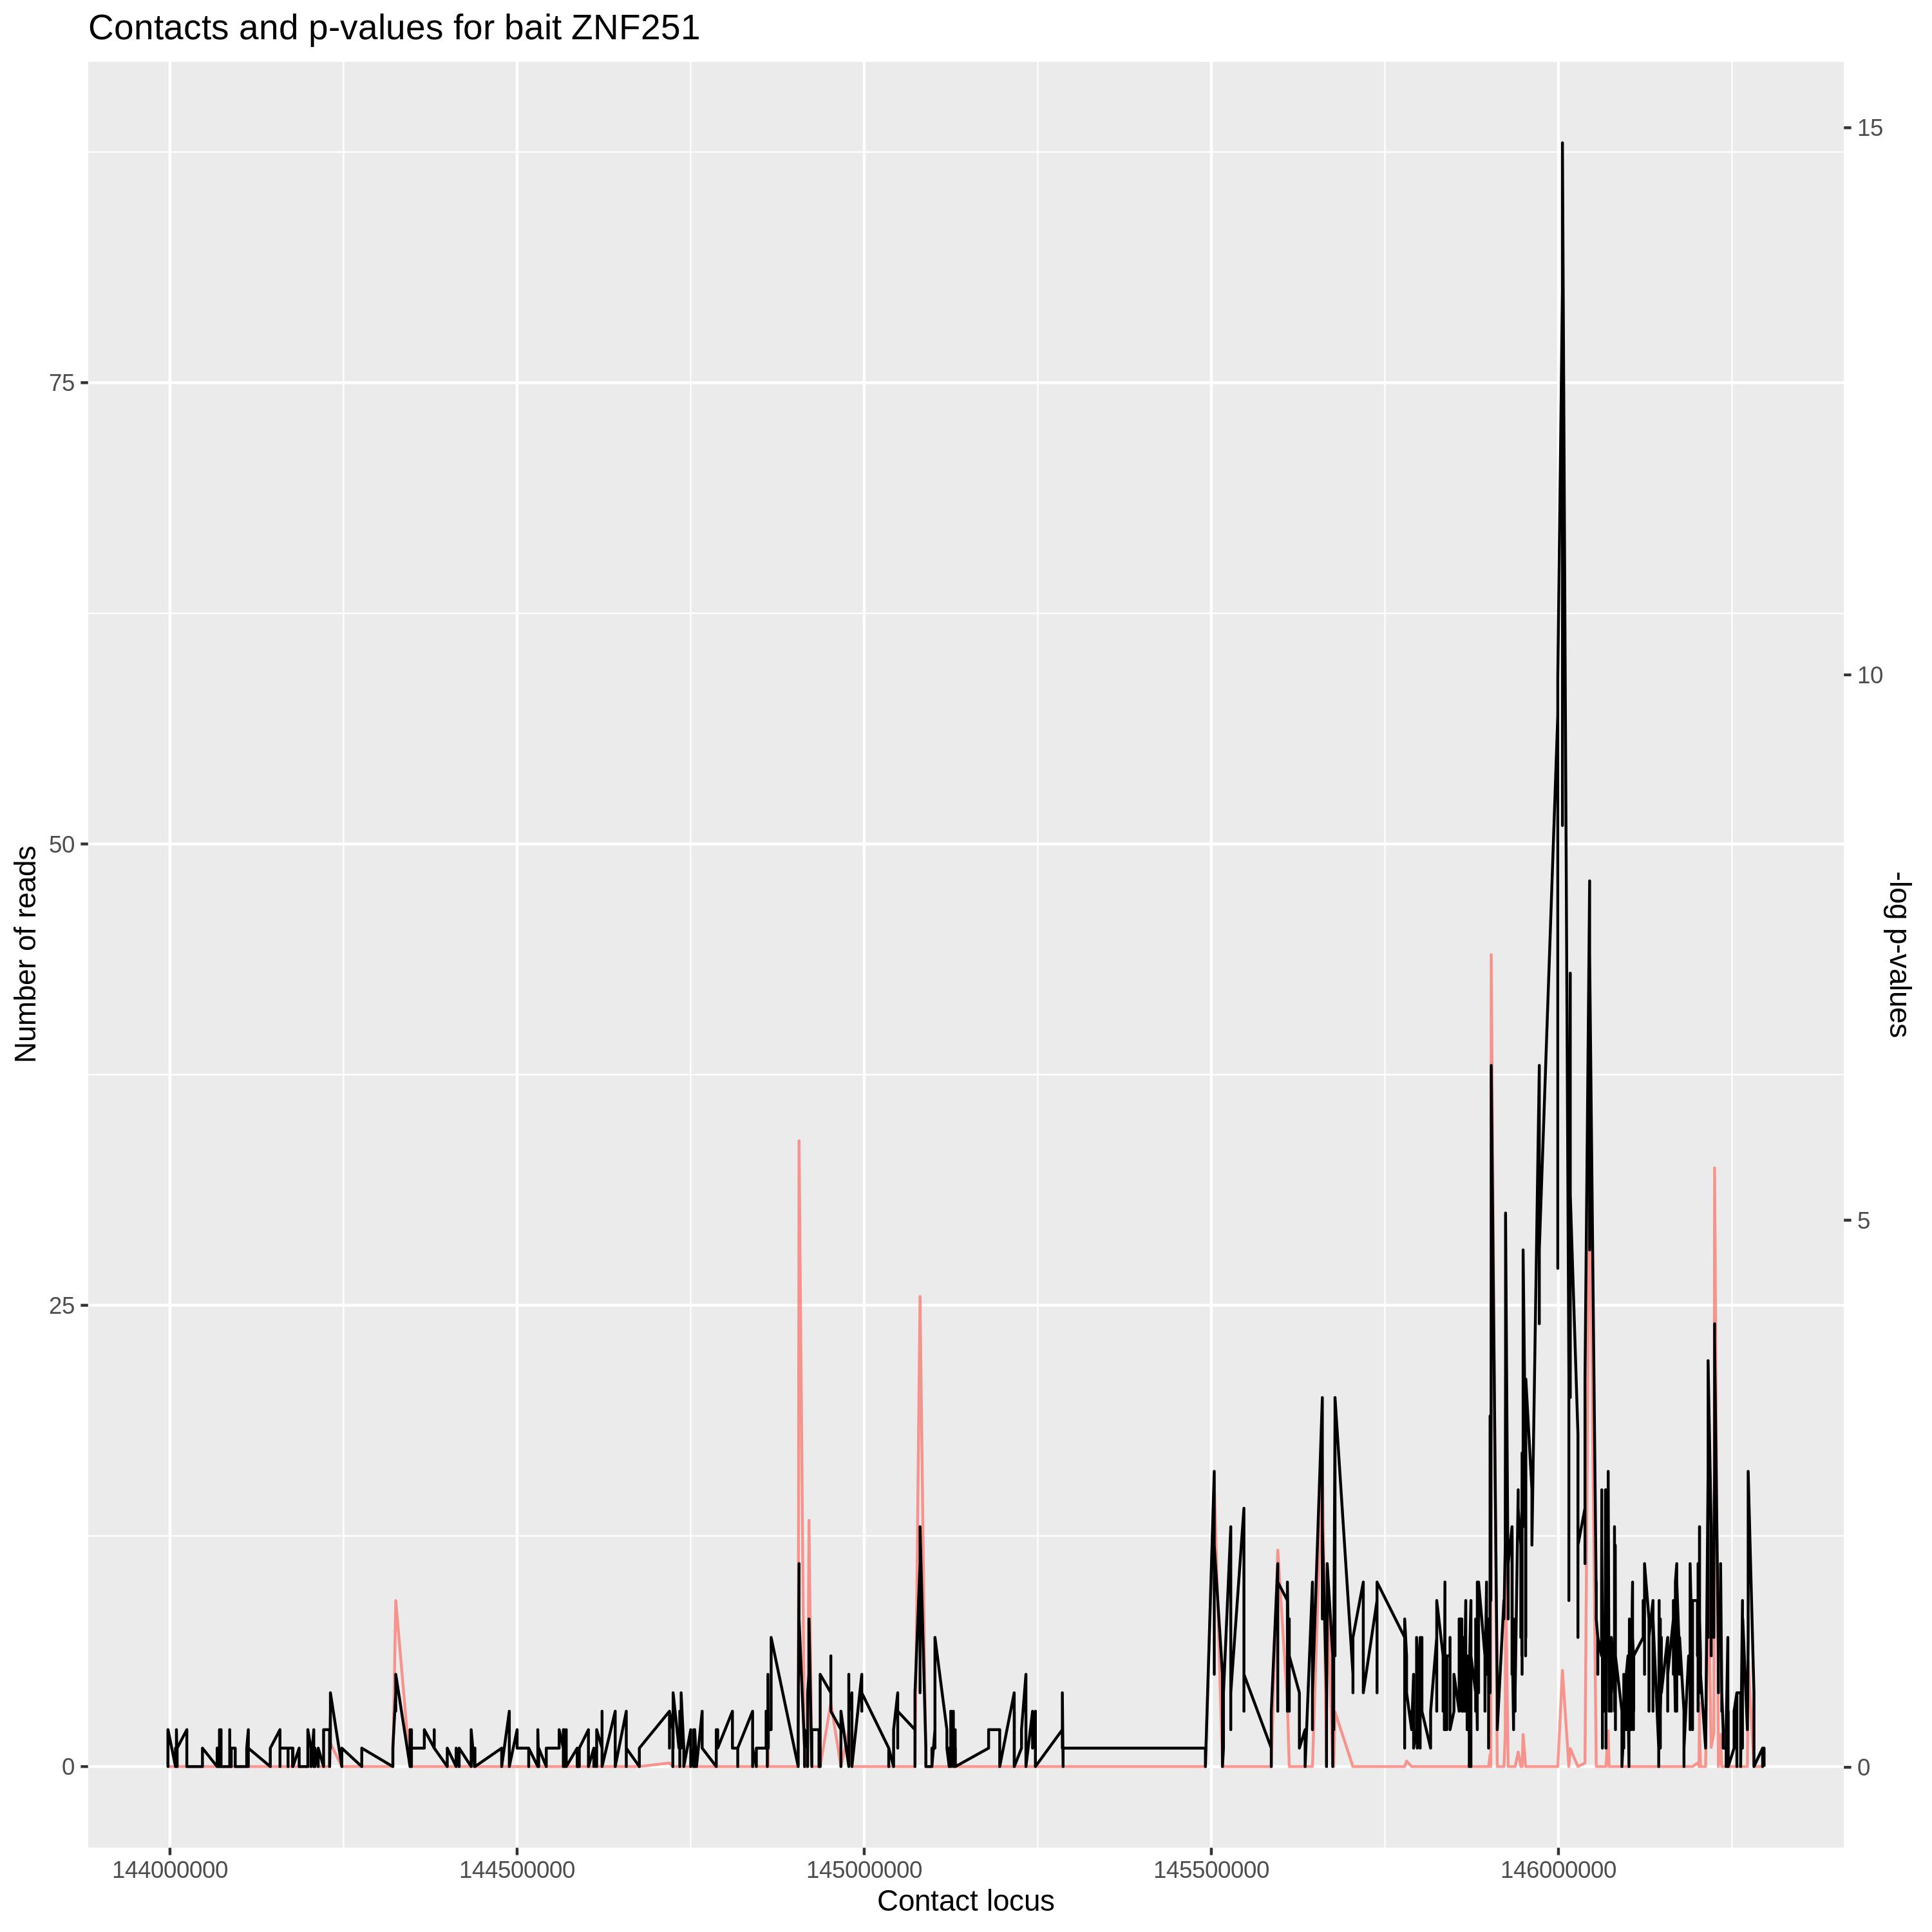 Contacts and p-values for bait ZNF251
15
75
10
50
Number of reads
-log p-values
5
25
0
0
144000000 144500000 145000000 145500000 146000000
Contact locus